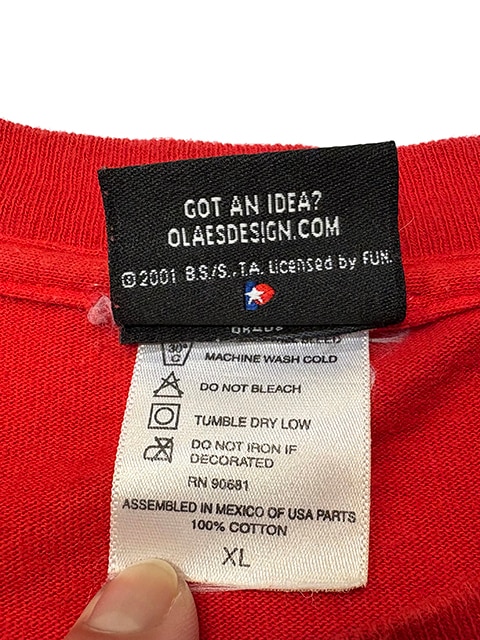 GOT AN IDEA?
OLAESDESIGN.COM
©2001 B.S./S.,T.A. Licensed by FUN.
30°
C
MACHINE WASH COLD
DO NOT BLEACH
TUMBLE DRY LOW
DO NOT IRON IF
DECORATED
RN 90681
ASSEMBLED IN MEXICO OF USA PARTS
100% COTTON
XL